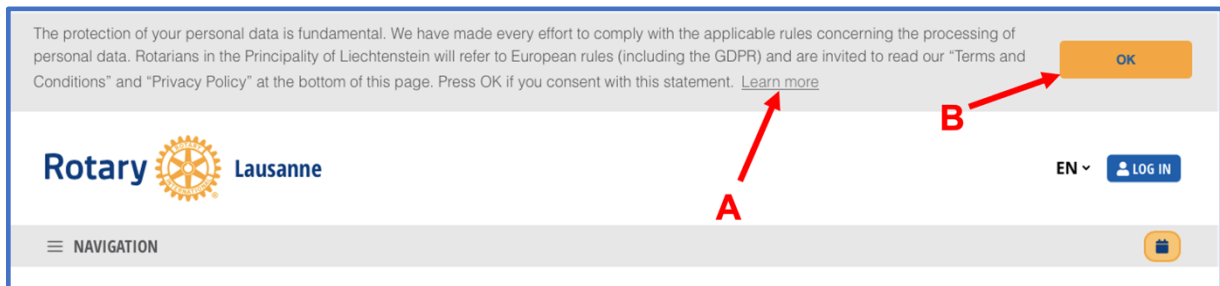 The protection of your personal data is fundamental. We have made every effort to comply with the applicable rules concerning the processing of
personal data. Rotarians in the Principality of Liechtenstein will refer to European rules (including the GDPR) and are invited to read our “Terms and
Conditions” and “Privacy Policy” at the bottom of this page. Press OK if you consent with this statement. Learn more
OK
B
Rotary
ROTARY
INTERNATIONAL
Lausanne
EN
LOG IN
A
NAVIGATION